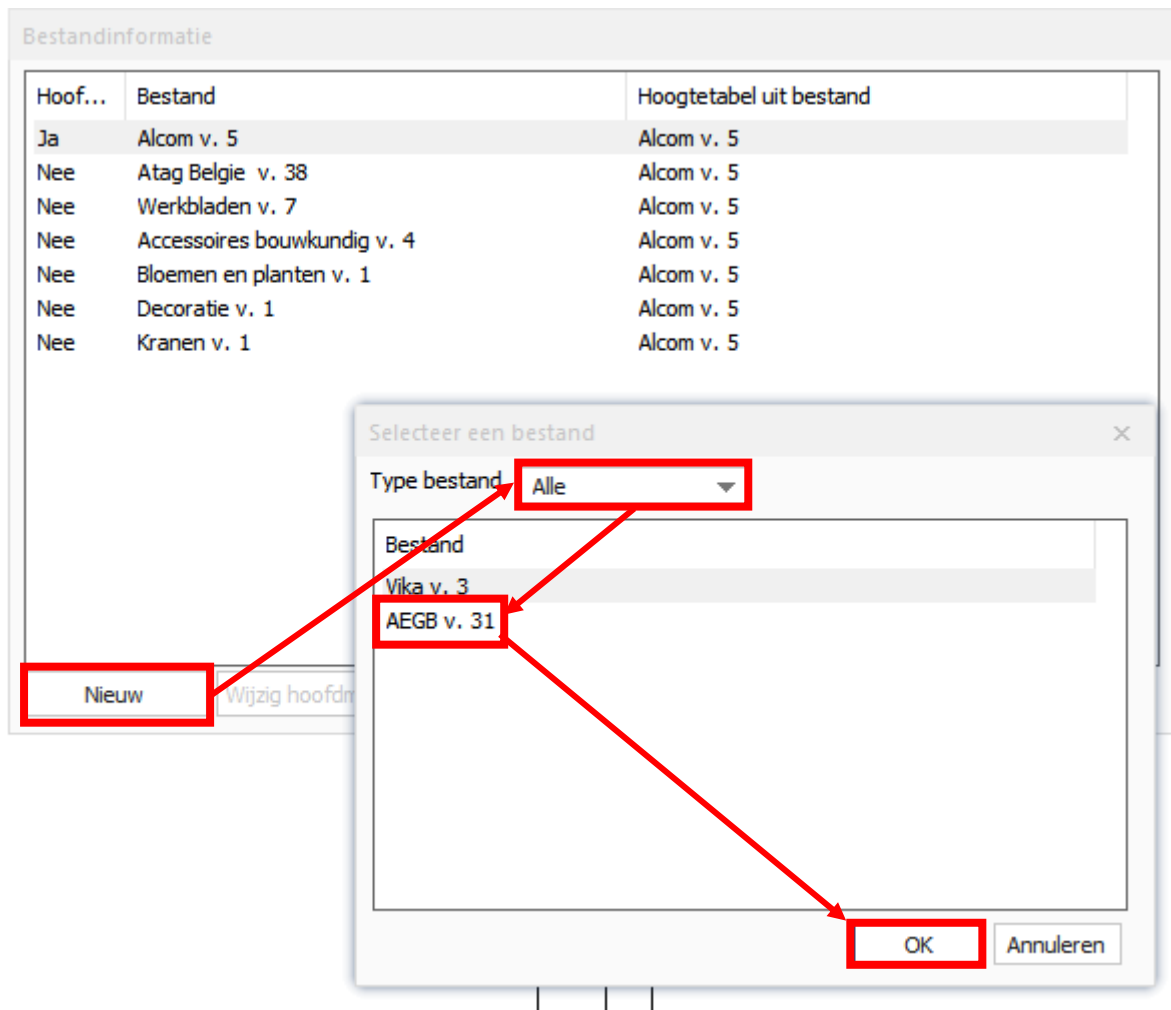 Bestandinformatie
Hoof... Bestand Hoogtetabel uit bestand
Ja Alcom v. 5 Alcom v. 5
Nee Atag Belgie v. 38 Alcom v. 5
Nee Werkbladen v. 7 Alcom v. 5
Nee Accessoires bouwkundig v. 4 Alcom v. 5
Nee Bloemen en planten v. 1 Alcom v. 5
Nee Decoratie v. 1 Alcom v. 5
Nee Kranen v. 1 Alcom v. 5
Selecteer een bestand
Type bestand Alle
Bestand
Vika v. 3
AEGB v. 31
Nieuw Wijzig
OK Annuleren